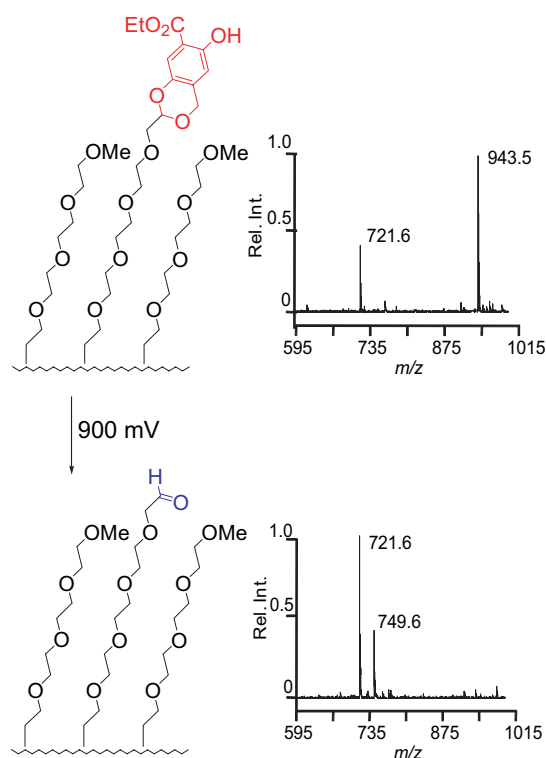 EtO₂C
OH
O
O
O
OMe
OMe
O
O
O
O
O
O
O
O
O
1.0
0.5
0
Rel. Int.
943.5
721.6
595 735 875 1015
m/z
900 mV
H
O
O
OMe
OMe
O
O
O
O
O
O
O
O
O
1.0
0.5
0
Rel. Int.
721.6
749.6
595 735 875 1015
m/z